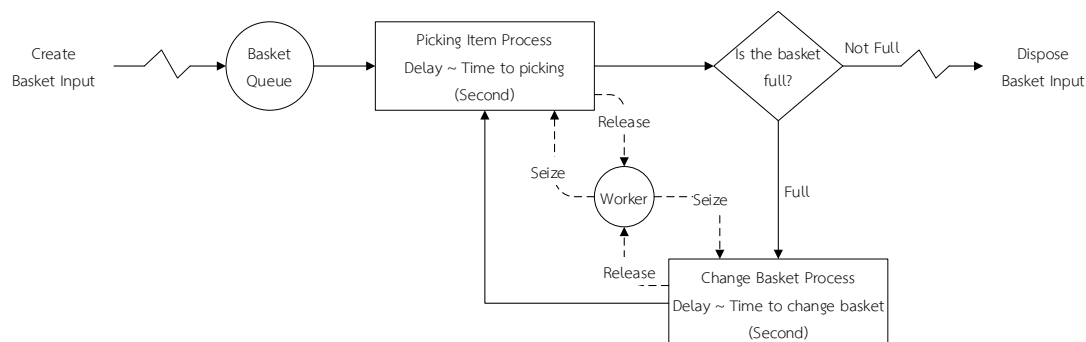 Create
Basket Input
Basket
Queue
Picking Item Process
Delay ~ Time to picking
(Second)
Is the basket
full?
Not Full
Dispose
Basket Input
Release
Seize
Worker
Seize
Full
Release
Change Basket Process
Delay ~ Time to change basket
(Second)